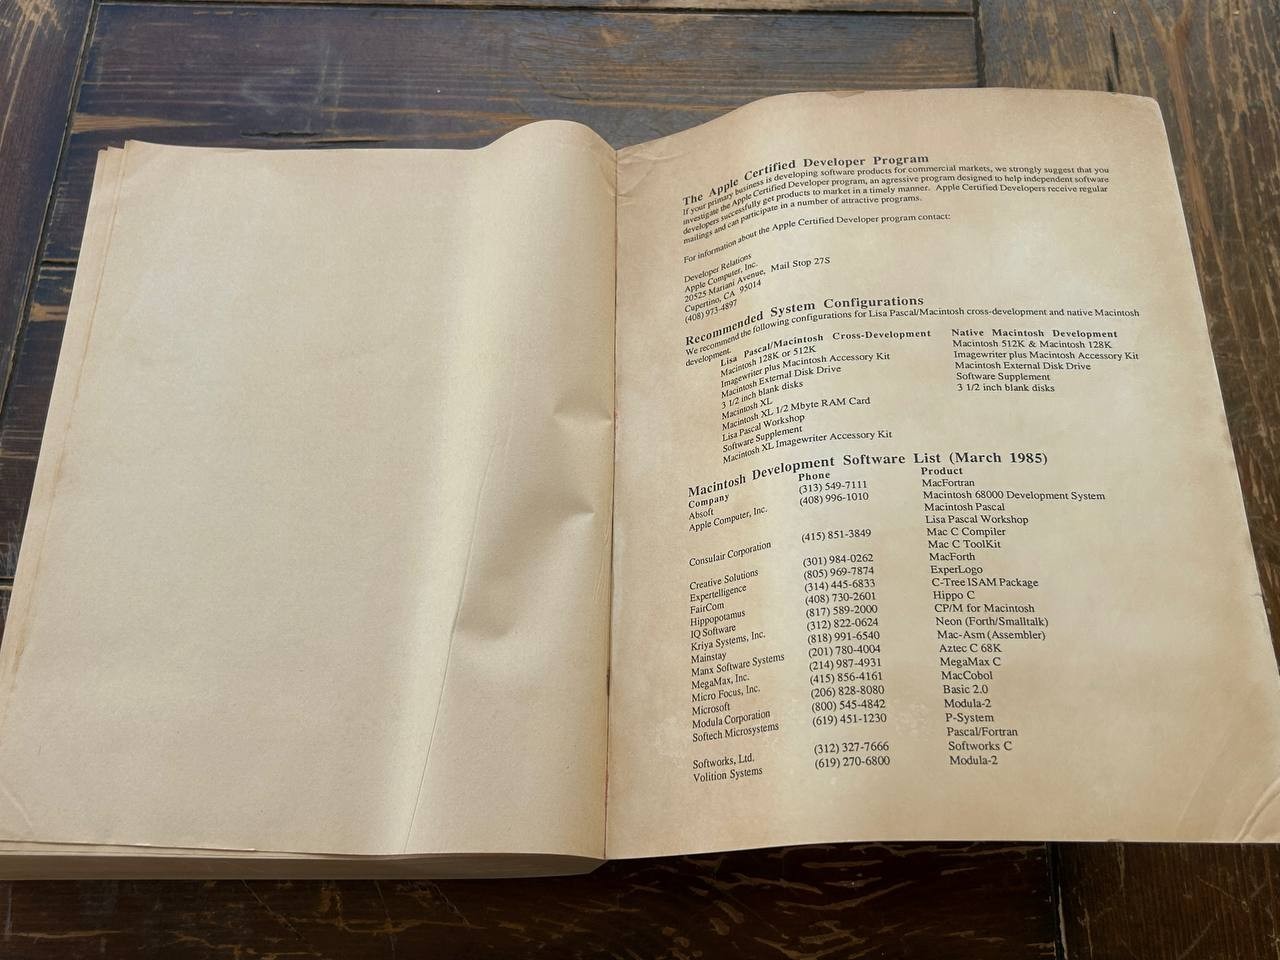 The Apple Certified Developer Program
If your primary business is developing software products for commercial markets, we strongly suggest that you
investigate the Apple Certified Developer program, an agressive program designed to help independent software
developers successfully get products to market in a timely manner. Apple Certified Developers receive regular
mailings and can participate in a number of attractive programs.
For information about the Apple Certified Developer program contact:
Developer Relations
Apple Computer, Inc.
20525 Mariani Avenue, Mail Stop 27S
Cupertino, CA 95014
(408) 973-4897
Recommended System Configurations
We recommend the following configurations for Lisa Pascal/Macintosh cross-development and native Macintosh
development.
Lisa Pascal/Macintosh Cross-Development
Macintosh 128K or 512K
Imagewriter plus Macintosh Accessory Kit
Macintosh External Disk Drive
3 1/2 inch blank disks
Macintosh XL
Macintosh XL 1/2 Mbyte RAM Card
Lisa Pascal Workshop
Software Supplement
Macintosh XL Imagewriter Accessory Kit
Native Macintosh Development
Macintosh 512K & Macintosh 128K
Imagewriter plus Macintosh Accessory Kit
Macintosh External Disk Drive
Software Supplement
3 1/2 inch blank disks
Macintosh Development Software List (March 1985)
Company Phone Product
Absoft (313) 549-7111 MacFortran
Apple Computer, Inc. (408) 996-1010 Macintosh 68000 Development System
Macintosh Pascal
Lisa Pascal Workshop
Consulair Corporation (415) 851-3849 Mac C Compiler
Mac C ToolKit
Creative Solutions (301) 984-0262 MacForth
Expertelligence (805) 969-7874 ExperLogo
FairCom (314) 445-6833 C-Tree ISAM Package
Hippopotamus (408) 730-2601 Hippo C
IQ Software (817) 589-2000 CP/M for Macintosh
Kriya Systems, Inc. (312) 822-0624 Neon (Forth/Smalltalk)
Mainstay (818) 991-6540 Mac-Asm (Assembler)
Manx Software Systems (201) 780-4004 Aztec C 68K
MegaMax, Inc. (214) 987-4931 MegaMax C
Micro Focus, Inc. (415) 856-4161 MacCobol
Microsoft (206) 828-8080 Basic 2.0
Modula Corporation (800) 545-4842 Modula-2
Softech Microsystems (619) 451-1230 P-System
Pascal/Fortran
Softworks, Ltd. (312) 327-7666 Softworks C
Volition Systems (619) 270-6800 Modula-2